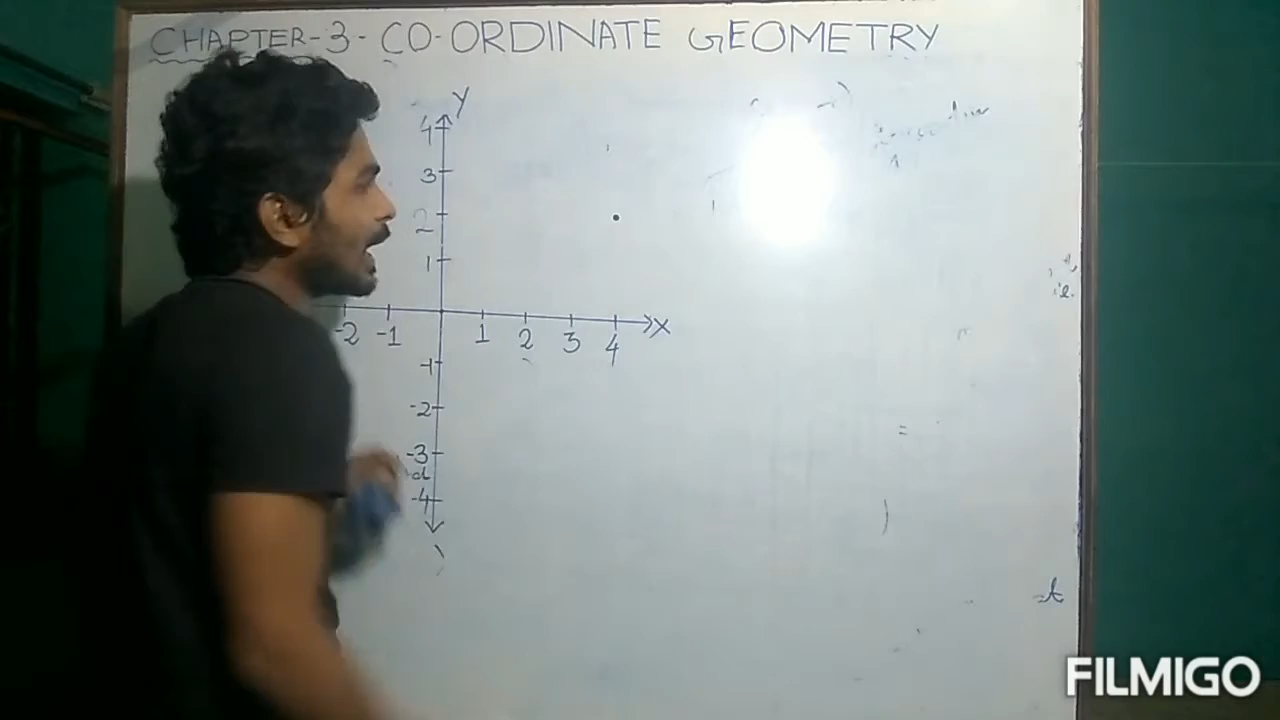 CHAPTER-3-CO-ORDINATE GEOMETRY
Y
4
3
2
1
-2 -1 1 2 3 4 X
-1
-2
-3
-4
=
FILMIGO